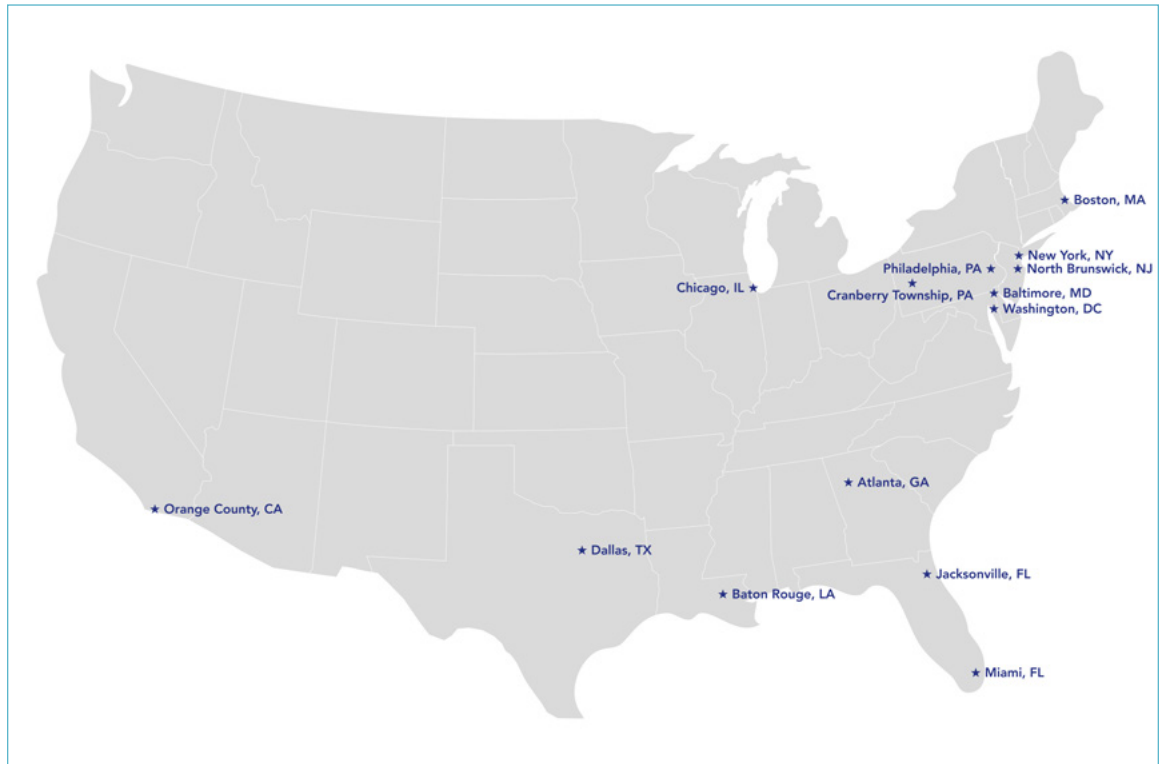 Boston, MA
New York, NY
Philadelphia, PA
North Brunswick, NJ
Chicago, IL
Cranberry Township, PA
Baltimore, MD
Washington, DC
Atlanta, GA
Orange County, CA
Dallas, TX
Jacksonville, FL
Baton Rouge, LA
Miami, FL